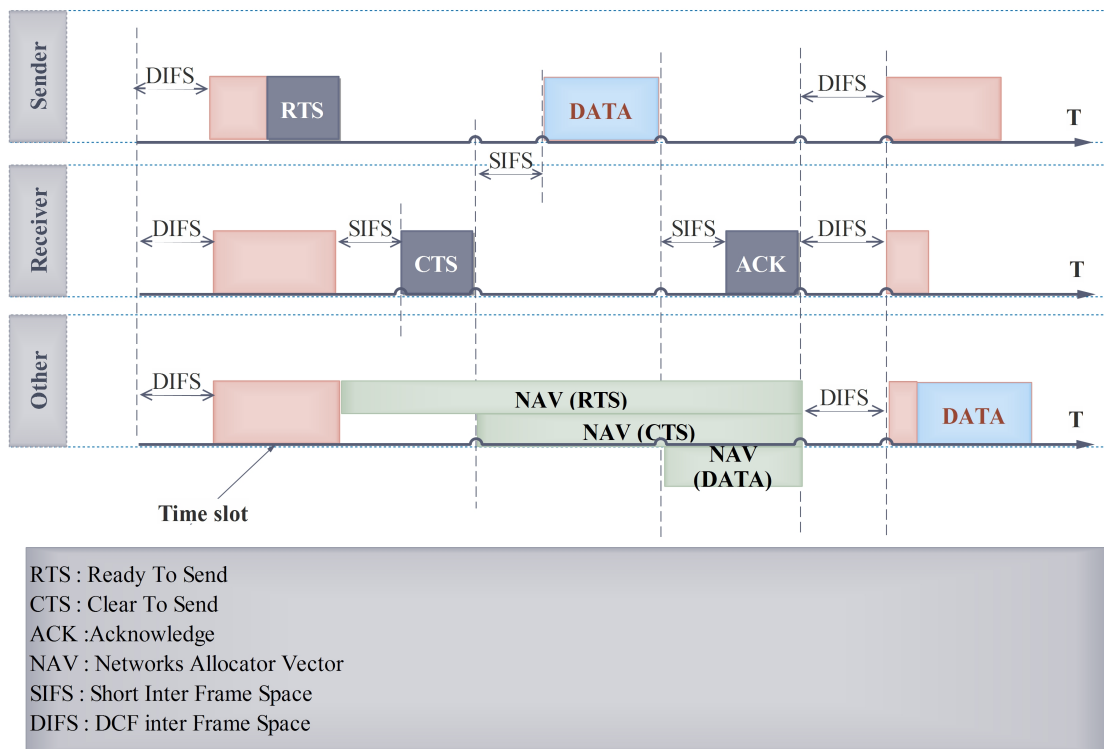 Sender
DIFS
RTS
DATA
DIFS
T
SIFS
Receiver
DIFS
SIFS
CTS
SIFS
ACK
DIFS
T
Other
DIFS
NAV (RTS)
NAV (CTS)
NAV
(DATA)
DIFS
DATA
T
Time slot
RTS : Ready To Send
CTS : Clear To Send
ACK :Acknowledge
NAV : Networks Allocator Vector
SIFS : Short Inter Frame Space
DIFS : DCF inter Frame Space